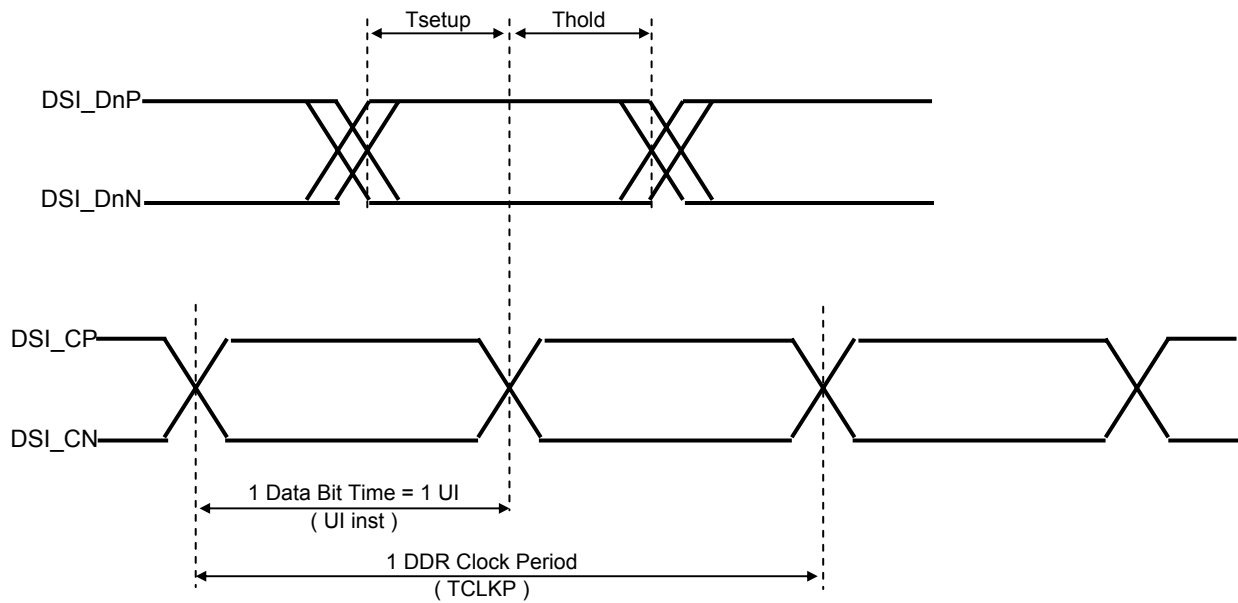 Tsetup
Thold
DSI_DnP
DSI_DnN
DSI_CP
DSI_CN
1 Data Bit Time = 1 UI
( UI inst )
1 DDR Clock Period
( TCLKP )